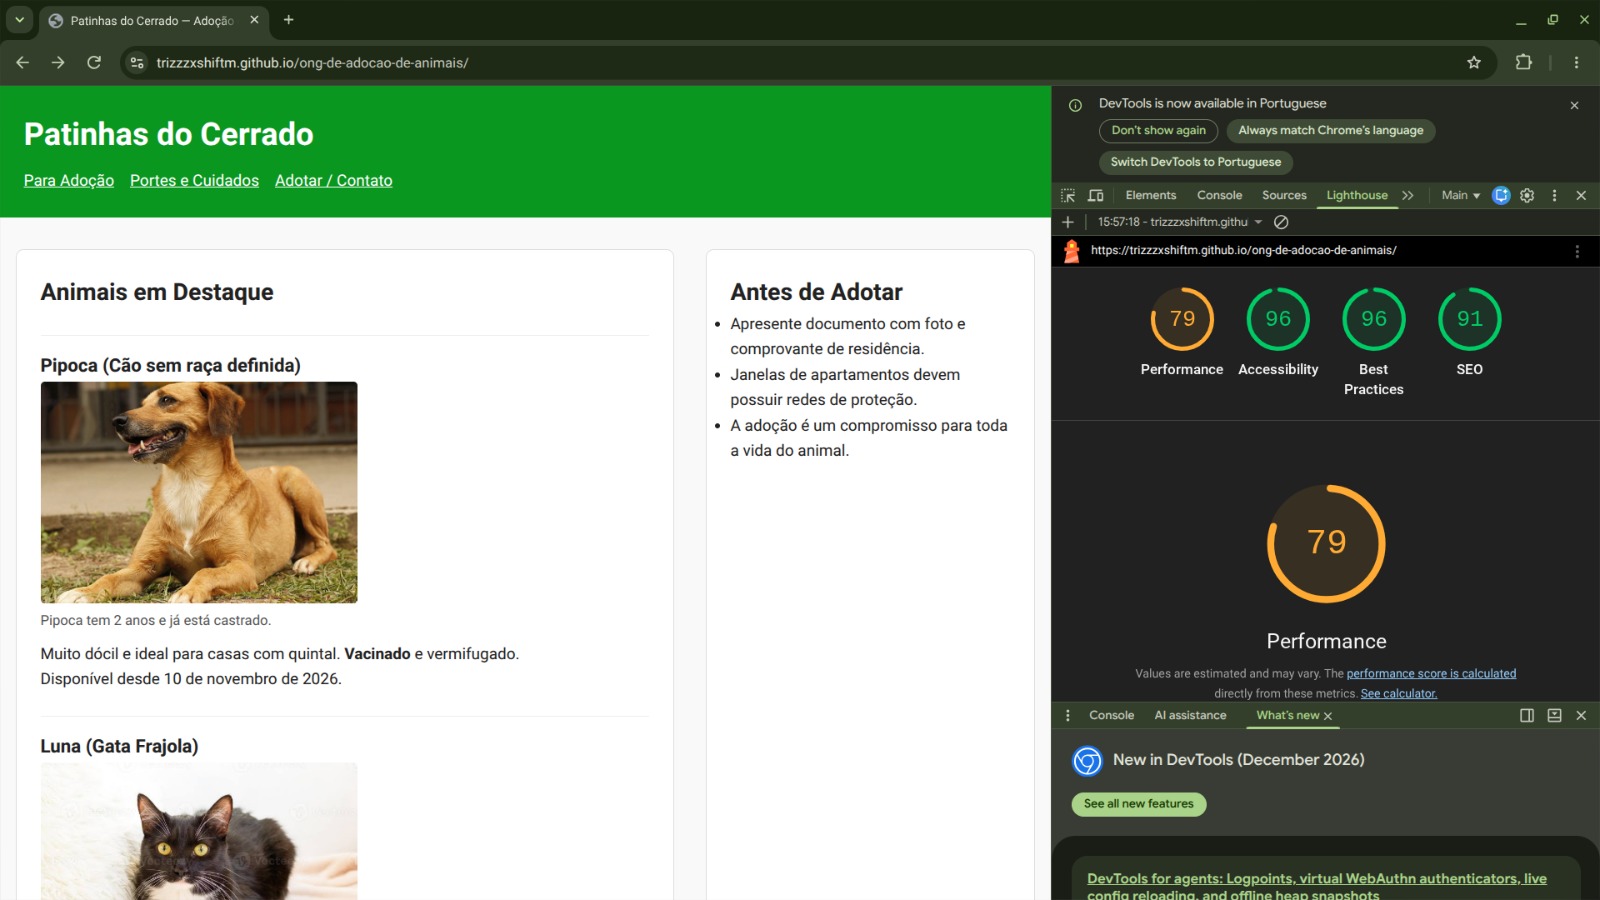 Patinhas do Cerrado — Adoção
trizzzxshiftm.github.io/ong-de-adocao-de-animais/
Patinhas do Cerrado
Para Adoção Portes e Cuidados Adotar / Contato
Animais em Destaque
Pipoca (Cão sem raça definida)
Pipoca tem 2 anos e já está castrado.
Muito dócil e ideal para casas com quintal. Vacinado e vermifugado.
Disponível desde 10 de novembro de 2026.
Luna (Gata Frajola)
Antes de Adotar
• Apresente documento com foto e
comprovante de residência.
• Janelas de apartamentos devem
possuir redes de proteção.
• A adoção é um compromisso para toda
a vida do animal.
DevTools is now available in Portuguese
Don't show again Always match Chrome's language
Switch DevTools to Portuguese
Elements Console Sources Lighthouse Main
15:57:18 - trizzzxshiftm.githu
https://trizzzxshiftm.github.io/ong-de-adocao-de-animais/
79 96 96 91
Performance Accessibility Best SEO
Practices
79
Performance
Values are estimated and may vary. The performance score is calculated
directly from these metrics. See calculator.
Console AI assistance What's new
New in DevTools (December 2026)
See all new features
DevTools for agents: Logpoints, virtual WebAuthn authenticators, live
config reloading, and offline heap snapshots